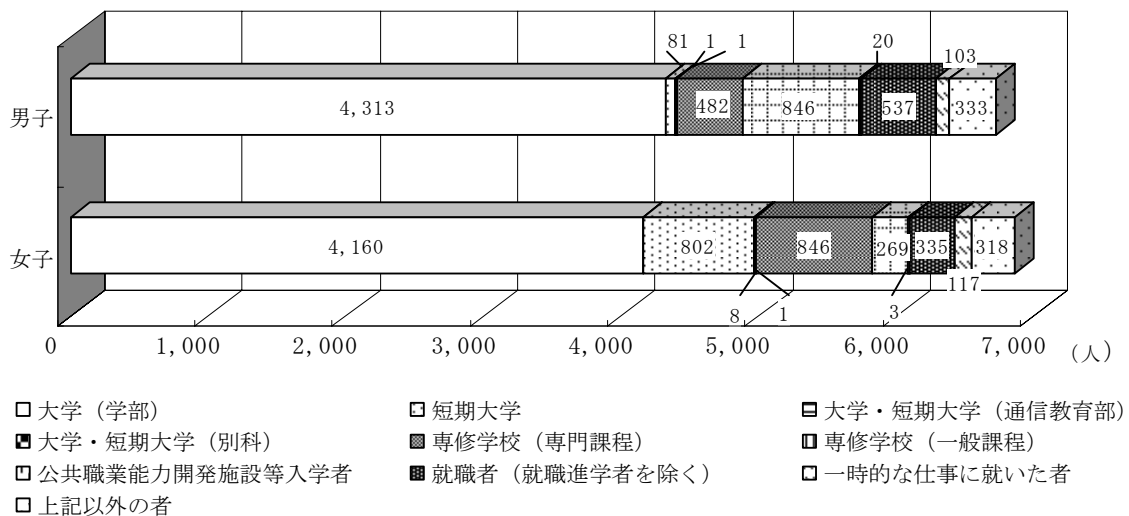 81 1 1 20 103
男子 4,313 482 846 537 333
女子 4,160 802 846 269 335 318
8 1 3 117
0 1,000 2,000 3,000 4,000 5,000 6,000 7,000 (人)
大学（学部） 短期大学 大学・短期大学（通信教育部）
大学・短期大学（別科） 専修学校（専門課程） 専修学校（一般課程）
公共職業能力開発施設等入学者 就職者（就職進学者を除く） 一時的な仕事に就いた者
上記以外の者